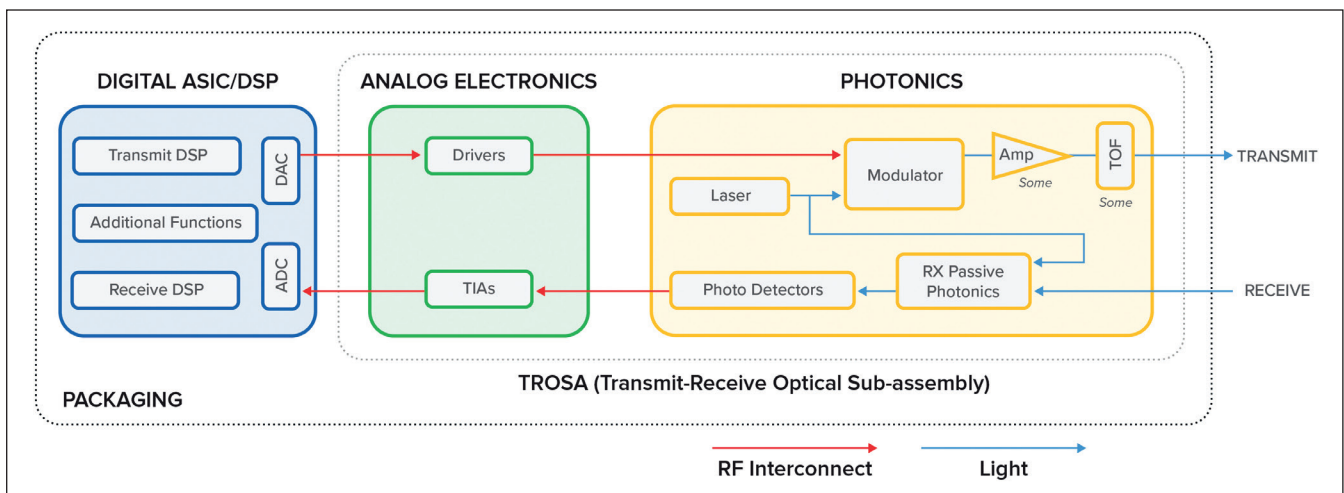 DIGITAL ASIC/DSP
ANALOG ELECTRONICS
PHOTONICS
Transmit DSP
DAC
Additional Functions
ADC
Receive DSP
Drivers
TIAs
Modulator
Amp
Some
TOF
Some
Laser
Photo Detectors
RX Passive
Photonics
TRANSMIT
RECEIVE
TROSA (Transmit-Receive Optical Sub-assembly)
PACKAGING
RF Interconnect
Light